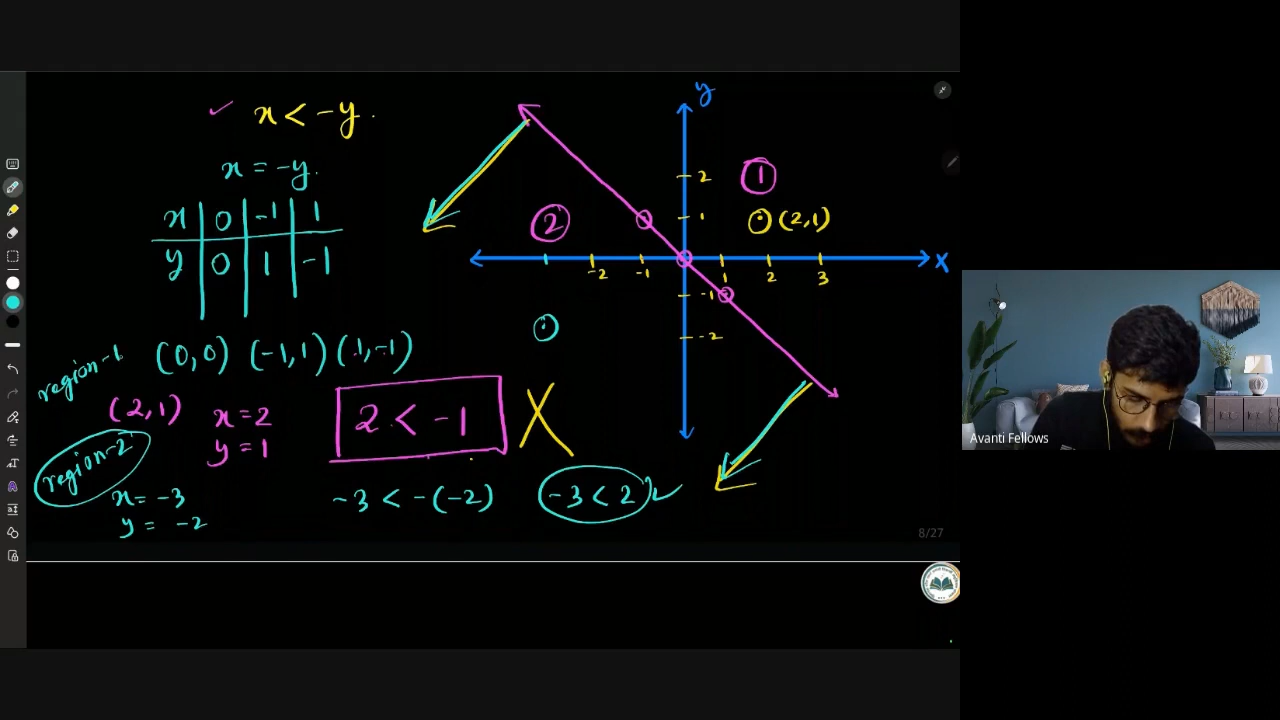 x < -y.
x = -y.
x | 0 | -1 | 1
y | 0 | 1 | -1
(0,0) (-1,1) (1,-1)
region-1
(2,1) x=2
y=1
2 < -1
X
region-2
x= -3
y = -2
-3 < -(-2)
-3 < 2
y
2
1
1
(2,1)
2
-2
-1
1
2
3
x
-1
-2
8/27
Avanti Fellows